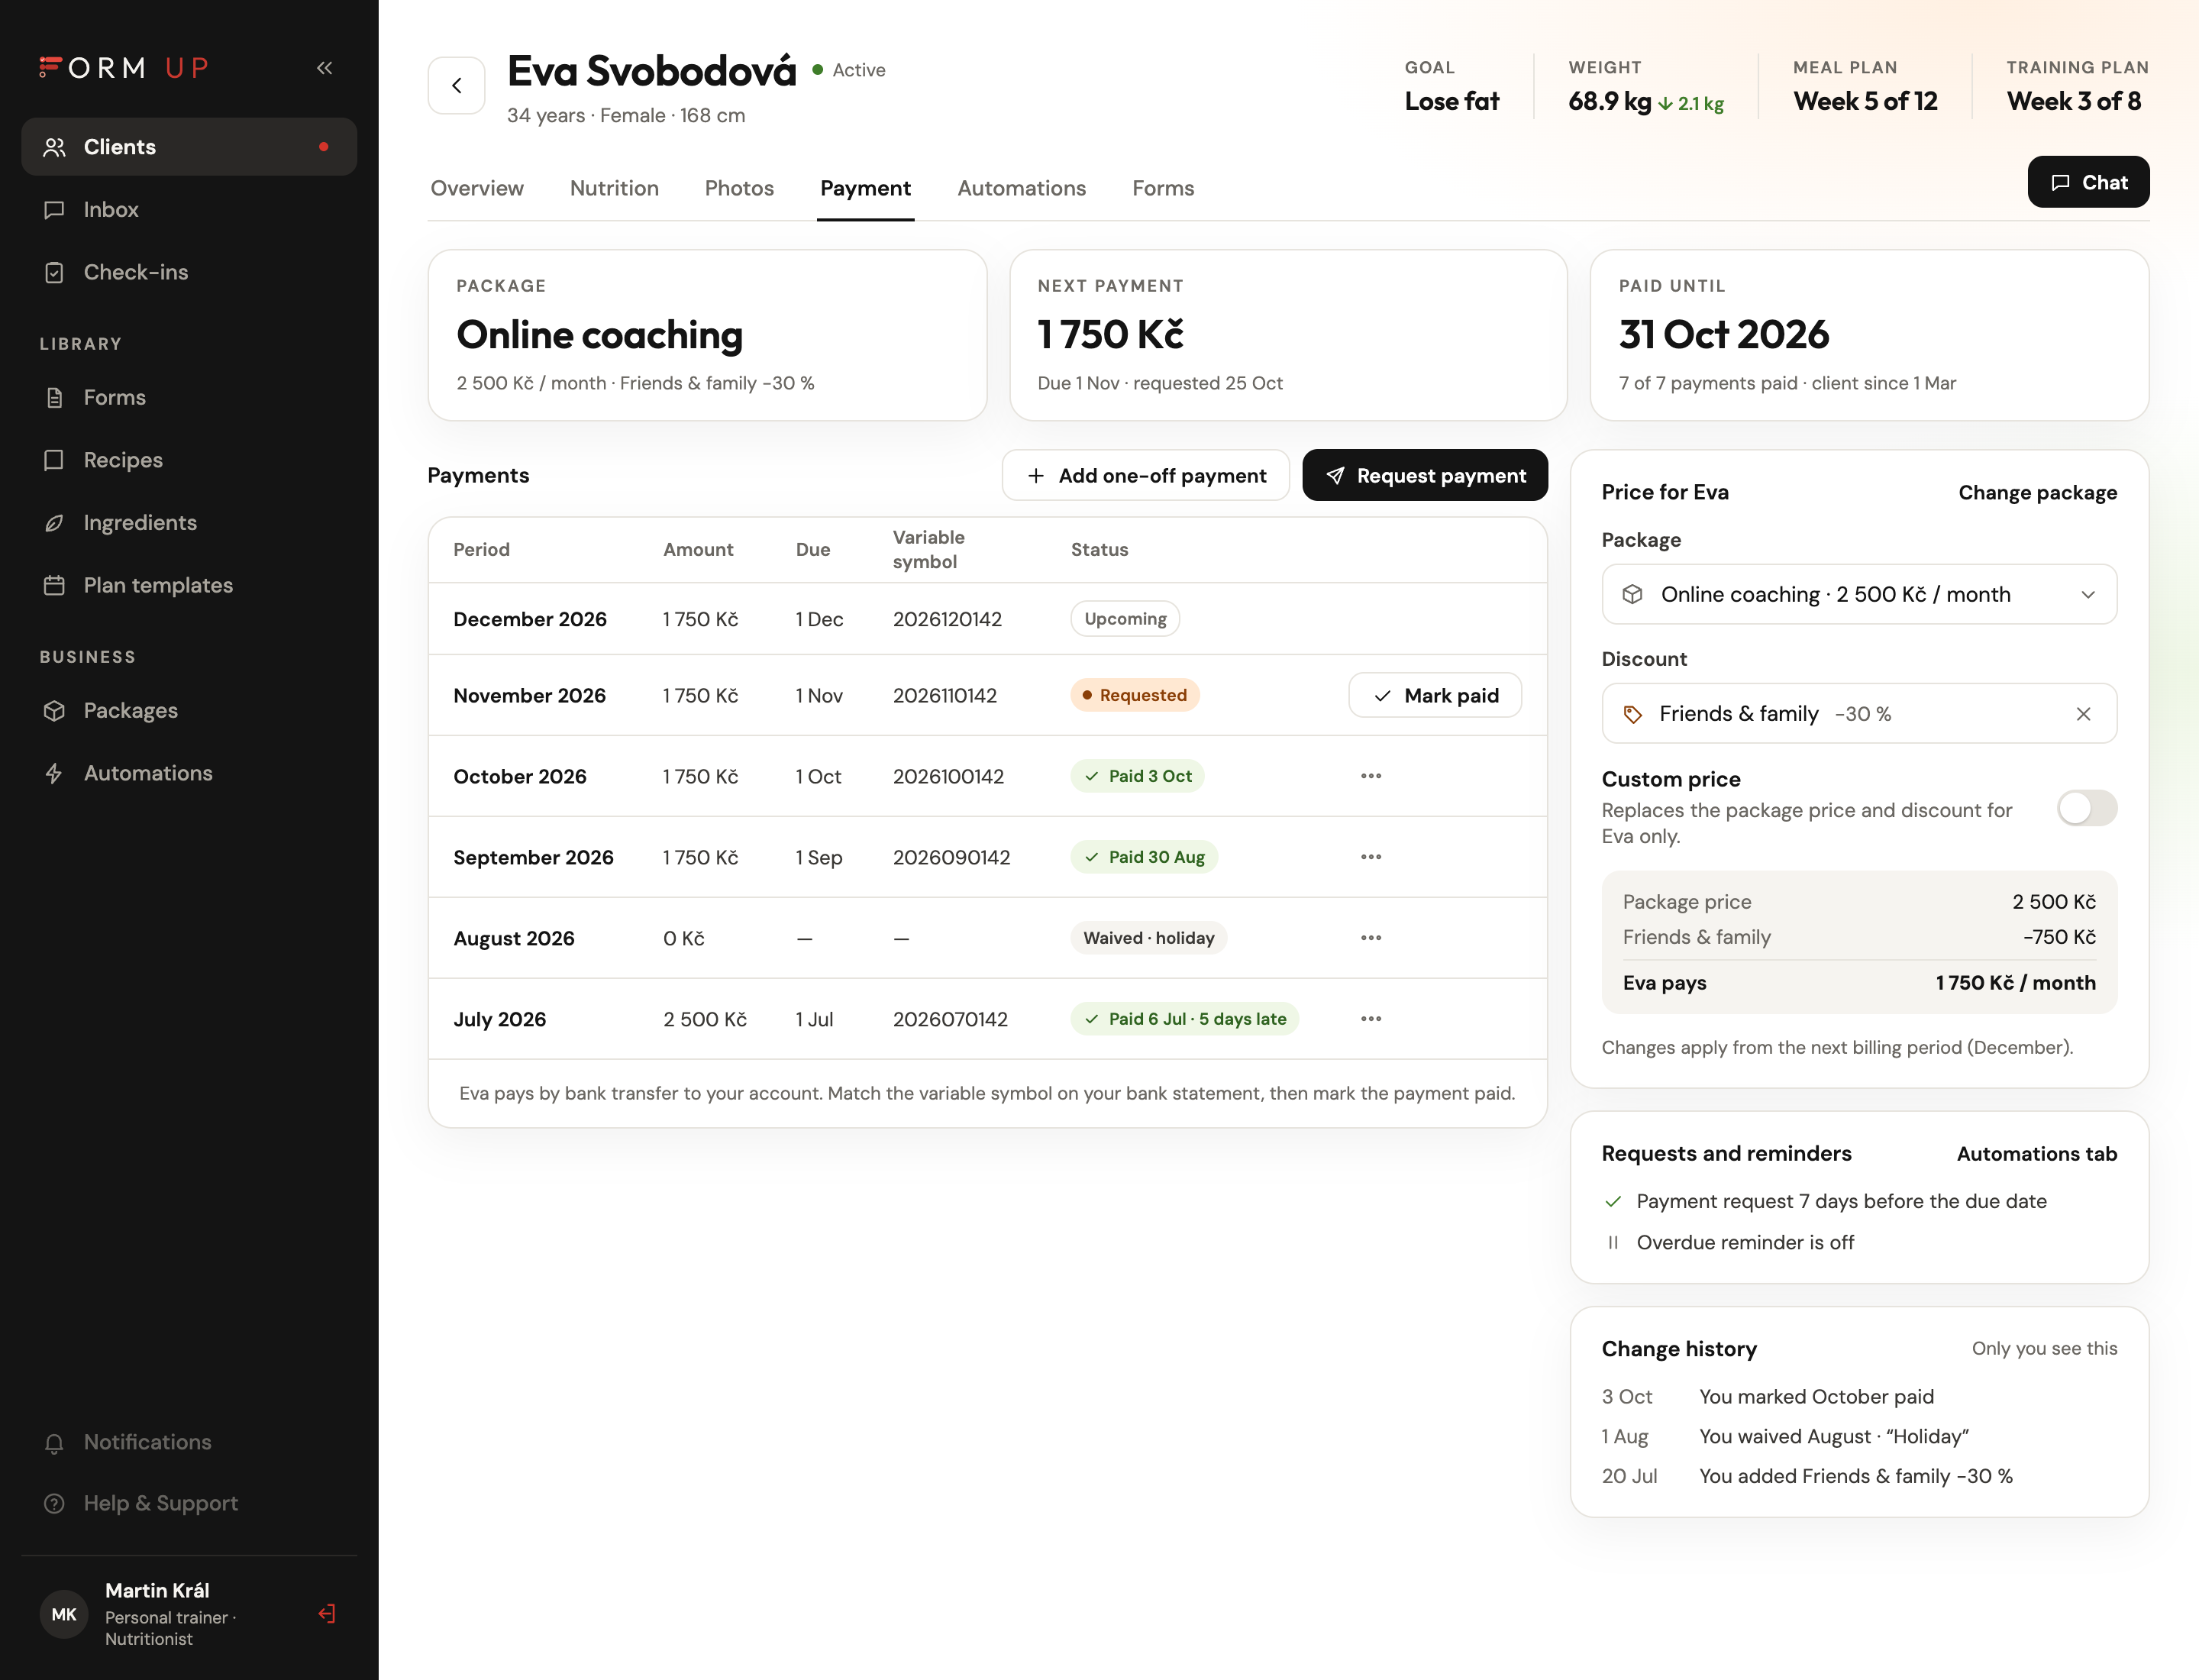 FORM UP
Clients
Inbox
Check-ins
LIBRARY
Forms
Recipes
Ingredients
Plan templates
BUSINESS
Packages
Automations
Notifications
Help & Support
MK
Martin Král
Personal trainer ·
Nutritionist
Eva Svobodová
Active
34 years · Female · 168 cm
GOAL
Lose fat
WEIGHT
68.9 kg ↓ 2.1 kg
MEAL PLAN
Week 5 of 12
TRAINING PLAN
Week 3 of 8
Overview Nutrition Photos Payment Automations Forms
Chat
PACKAGE
Online coaching
2 500 Kč / month · Friends & family −30 %
NEXT PAYMENT
1 750 Kč
Due 1 Nov · requested 25 Oct
PAID UNTIL
31 Oct 2026
7 of 7 payments paid · client since 1 Mar
Payments
Add one-off payment
Request payment
Period Amount Due Variable symbol Status
December 2026 1 750 Kč 1 Dec 2026120142 Upcoming
November 2026 1 750 Kč 1 Nov 2026110142 Requested Mark paid
October 2026 1 750 Kč 1 Oct 2026100142 Paid 3 Oct
September 2026 1 750 Kč 1 Sep 2026090142 Paid 30 Aug
August 2026 0 Kč — — Waived · holiday
July 2026 2 500 Kč 1 Jul 2026070142 Paid 6 Jul · 5 days late
Eva pays by bank transfer to your account. Match the variable symbol on your bank statement, then mark the payment paid.
Price for Eva
Change package
Package
Online coaching · 2 500 Kč / month
Discount
Friends & family −30 %
Custom price
Replaces the package price and discount for
Eva only.
Package price 2 500 Kč
Friends & family −750 Kč
Eva pays 1 750 Kč / month
Changes apply from the next billing period (December).
Requests and reminders
Automations tab
Payment request 7 days before the due date
Overdue reminder is off
Change history
Only you see this
3 Oct You marked October paid
1 Aug You waived August · “Holiday”
20 Jul You added Friends & family −30 %